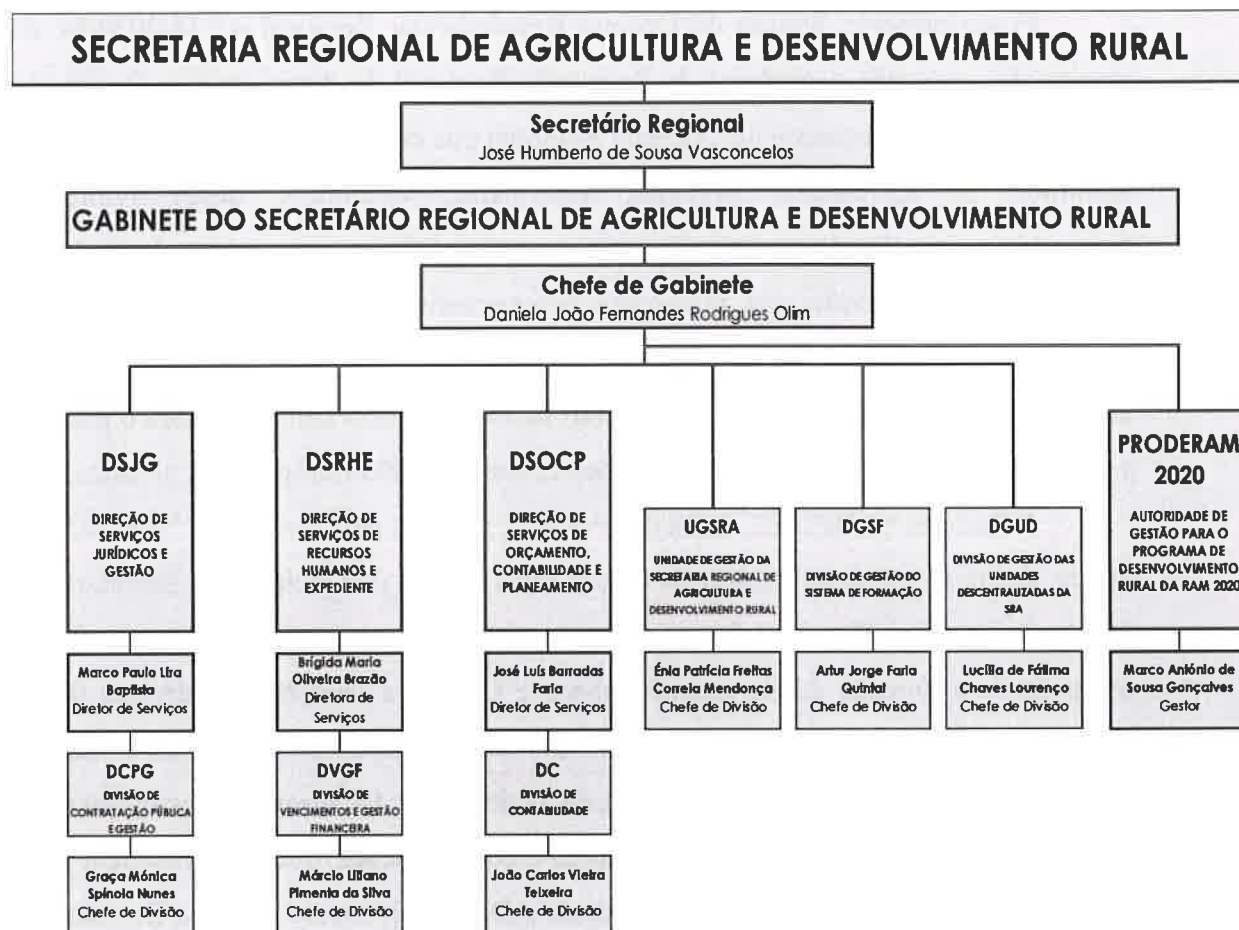 SECRETARIA REGIONAL DE AGRICULTURA E DESENVOLVIMENTO RURAL
Secretário Regional
José Humberto de Sousa Vasconcelos
GABINETE DO SECRETÁRIO REGIONAL DE AGRICULTURA E DESENVOLVIMENTO RURAL
Chefe de Gabinete
Daniela João Fernandes Rodrigues Olim
DSJG
DIREÇÃO DE
SERVIÇOS
JURÍDICOS E
GESTÃO
Marco Paulo Lira
Baptista
Diretor de Serviços
DCPG
DIVISÃO DE
CONTRATAÇÃO PÚBLICA
E GESTÃO
Graça Mónica
Spínola Nunes
Chefe de Divisão
DSRHE
DIREÇÃO DE
SERVIÇOS DE
RECURSOS
HUMANOS E
EXPEDIENTE
Brígida Maria
Oliveira Brazão
Diretora de
Serviços
DVGF
DIVISÃO DE
VENCIMENTOS E GESTÃO
FINANCEIRA
Márcio Liliano
Pimenta da Silva
Chefe de Divisão
DSOCP
DIREÇÃO DE
SERVIÇOS DE
ORÇAMENTO,
CONTABILIDADE E
PLANEAMENTO
José Luís Barradas
Faria
Diretor de Serviços
DC
DIVISÃO DE
CONTABILIDADE
João Carlos Vieira
Teixeira
Chefe de Divisão
UGSRA
UNIDADE DE GESTÃO DA
SECRETARIA REGIONAL DE
AGRICULTURA E
DESENVOLVIMENTO RURAL
Énia Patrícia Freitas
Correia Mendonça
Chefe de Divisão
DGSF
DIVISÃO DE GESTÃO DO
SISTEMA DE FORMAÇÃO
Artur Jorge Faria
Quintal
Chefe de Divisão
DGUD
DIVISÃO DE GESTÃO DAS
UNIDADES
DESCENTRALIZADAS DA
SRA
Lucília de Fátima
Chaves Lourenço
Chefe de Divisão
PRODERAM
2020
AUTORIDADE DE
GESTÃO PARA O
PROGRAMA DE
DESENVOLVIMENTO
RURAL DA RAM 2020
Marco António de
Sousa Gonçalves
Gestor